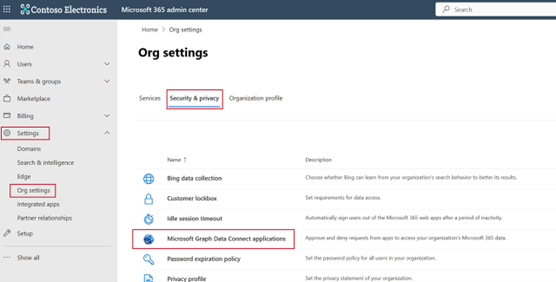 Contoso Electronics Microsoft 365 admin center Search
Home > Org settings
Home
Users
Teams & groups
Marketplace
Billing
Settings
Domains
Search & intelligence
Edge
Org settings
Integrated apps
Partner relationships
Setup
Show all
Org settings
Services Security & privacy Organization profile
Name ↑ Description
Bing data collection Choose whether Bing can learn from your organization's search behavior to better its results.
Customer lockbox Set requirements for data access.
Idle session timeout Automatically sign users out of the Microsoft 365 web apps after a period of inactivity.
Microsoft Graph Data Connect applications Approve and deny requests from apps to access your organization's Microsoft 365 data.
Password expiration policy Set the password policy for all users in your organization.
Privacy profile Set the privacy statement of your organization.